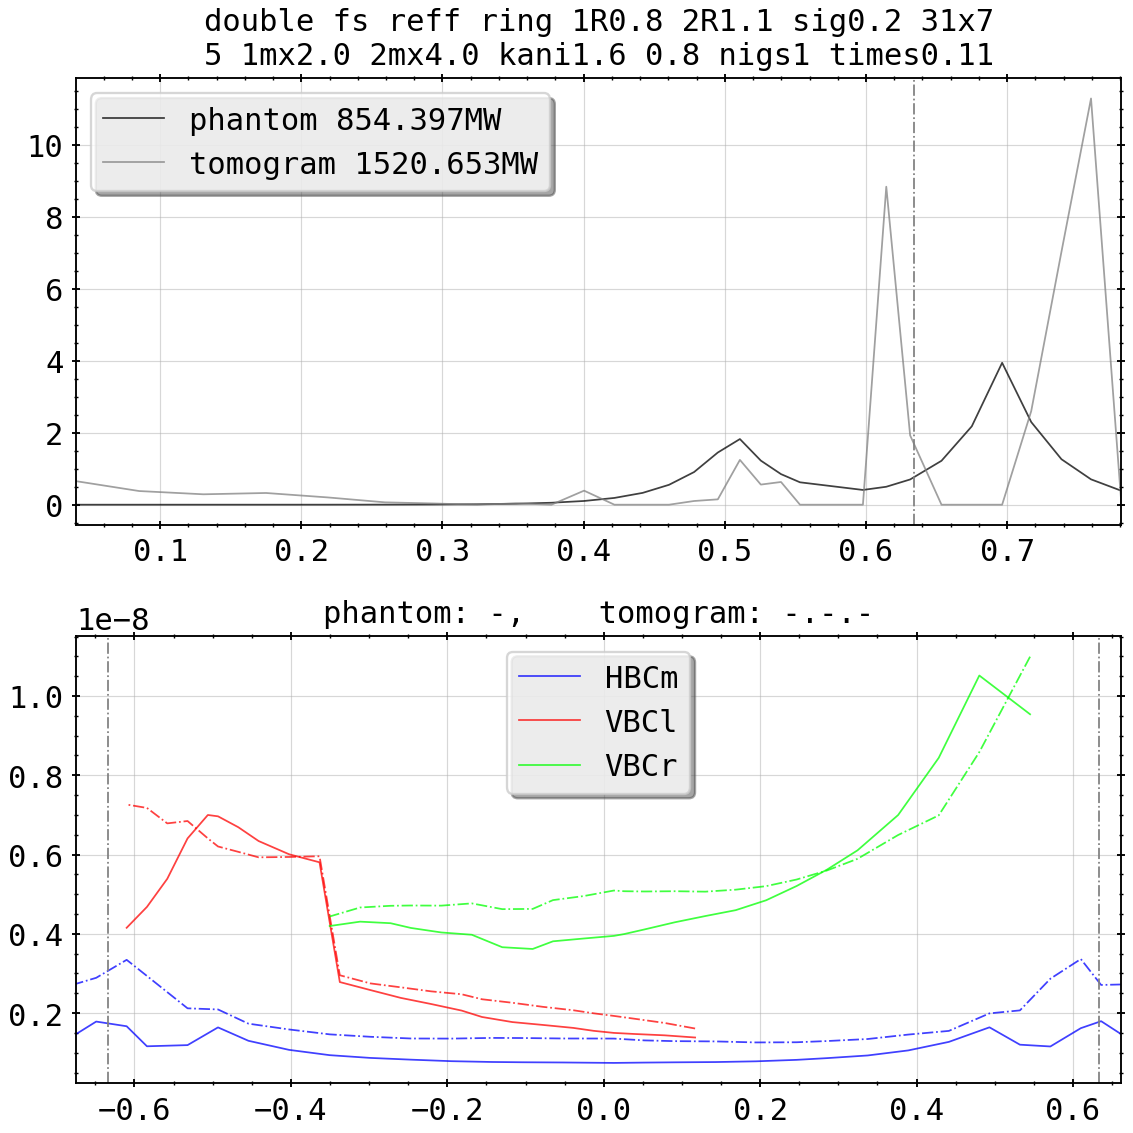 double fs reff ring 1R0.8 2R1.1 sig0.2 31x7
5 1mx2.0 2mx4.0 kani1.6 0.8 nigs1 times0.11
phantom 854.397MW
tomogram 1520.653MW
10
8
6
4
2
0
0.1 0.2 0.3 0.4 0.5 0.6 0.7
1e−8
phantom: -,    tomogram: -.-.-
HBCm
VBCl
VBCr
1.0
0.8
0.6
0.4
0.2
−0.6 −0.4 −0.2 0.0 0.2 0.4 0.6